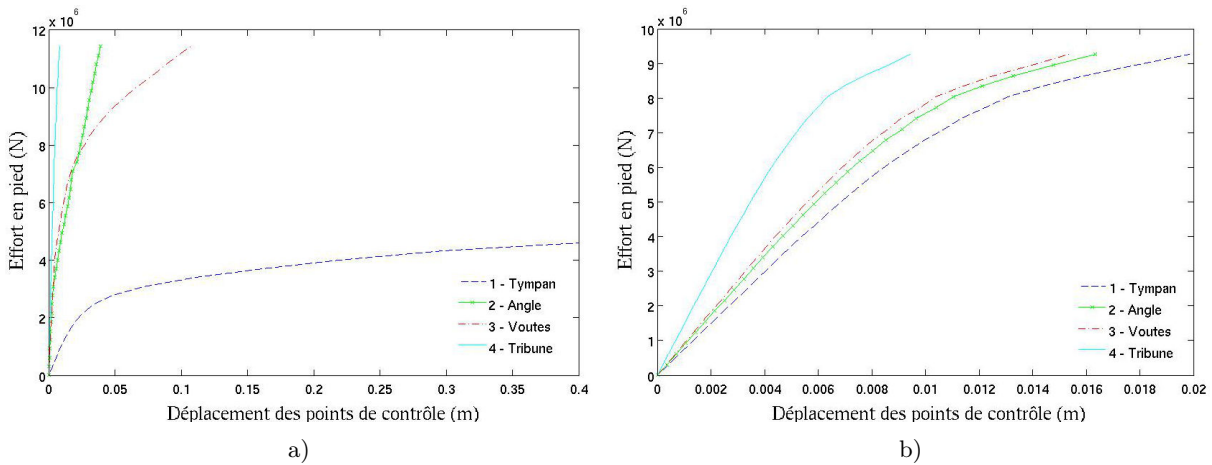 x 10⁶
12
10
8
6
4
2
0
Effort en pied (N)
0 0.05 0.1 0.15 0.2 0.25 0.3 0.35 0.4
Déplacement des points de contrôle (m)
1 - Tympan
2 - Angle
3 - Voutes
4 - Tribune
a)
x 10⁶
10
9
8
7
6
5
4
3
2
1
0
Effort en pied (N)
0 0.002 0.004 0.006 0.008 0.01 0.012 0.014 0.016 0.018 0.02
Déplacement des points de contrôle (m)
1 - Tympan
2 - Angle
3 - Voutes
4 - Tribune
b)